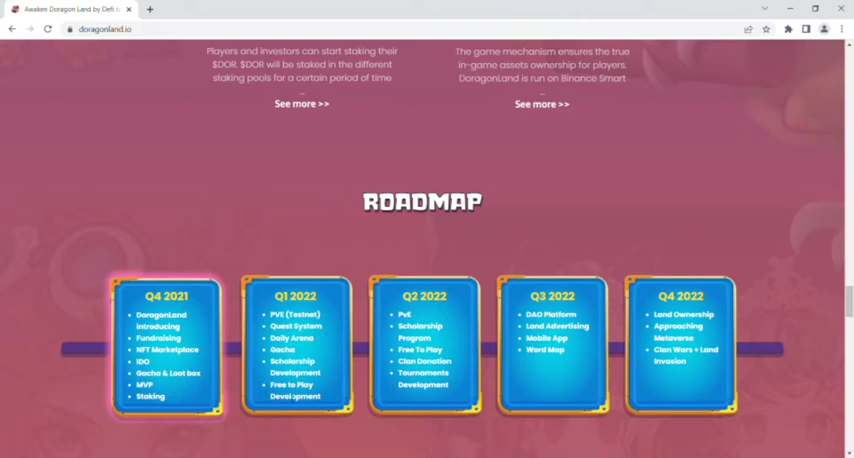 Awaken Doragon Land by Defi to
doragonland.io
Players and investors can start staking their
$DOR. $DOR will be staked in the different
staking pools for a certain period of time
See more >>
The game mechanism ensures the true
in-game assets ownership for players.
DoragonLand is run on Binance Smart
See more >>
ROADMAP
Q4 2021
DoragonLand
introducing
Fundraising
NFT Marketplace
IDO
Gacha & Loot box
MVP
Staking
Q1 2022
PVE (Testnet)
Quest System
Daily Arena
Gacha
Scholarship
Development
Free to Play
Development
Q2 2022
PvE
Scholarship
Program
Free To Play
Clan Donation
Tournaments
Development
Q3 2022
DAO Platform
Land Advertising
Mobile App
Word Map
Q4 2022
Land Ownership
Approaching
Metaverse
Clan Wars + Land
Invasion